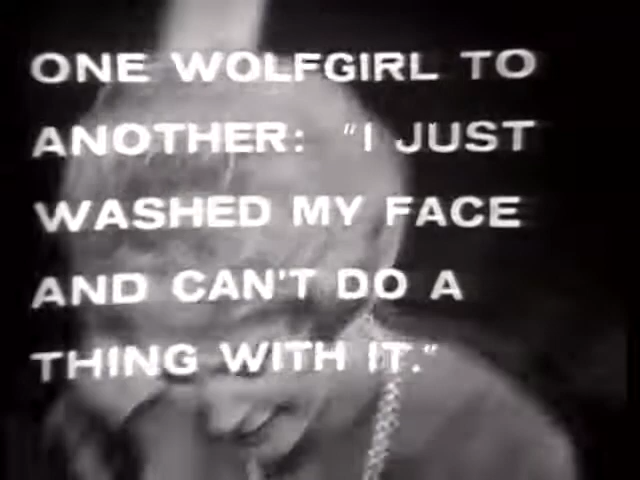 ONE WOLFGIRL TO
ANOTHER: "I JUST
WASHED MY FACE
AND CAN'T DO A
THING WITH IT."